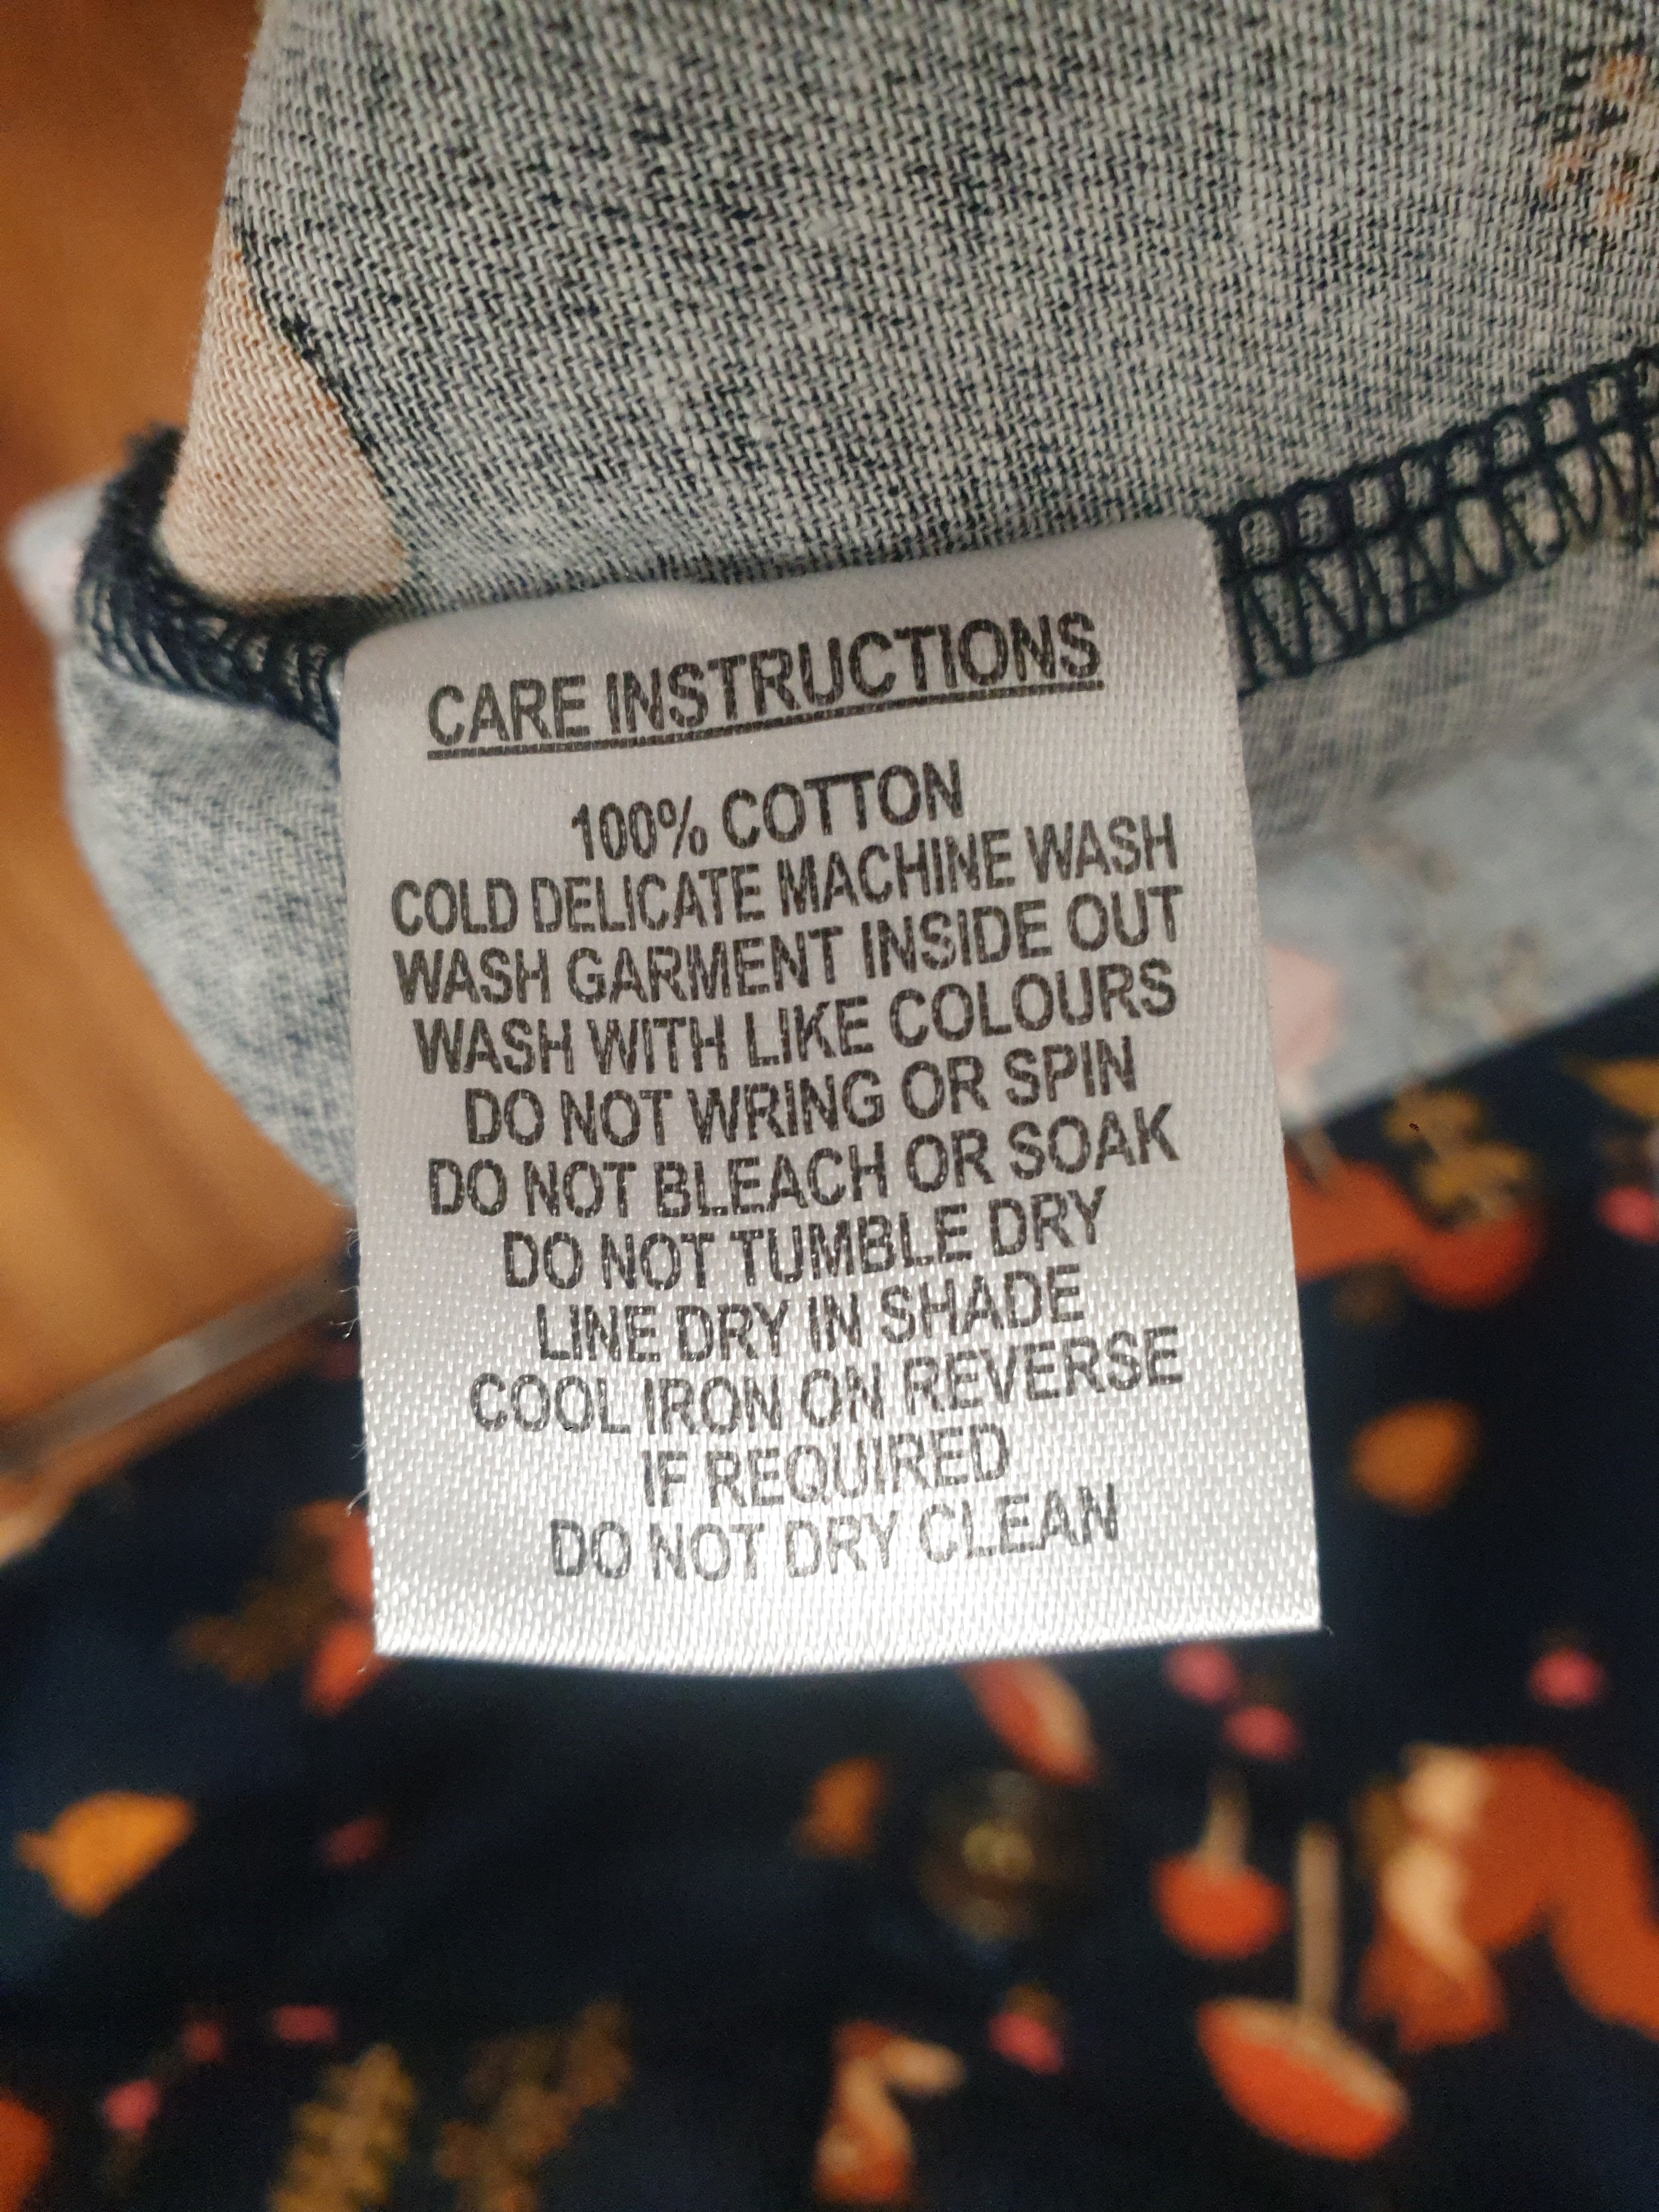 CARE INSTRUCTIONS
100% COTTON
COLD DELICATE MACHINE WASH
WASH GARMENT INSIDE OUT
WASH WITH LIKE COLOURS
DO NOT WRING OR SPIN
DO NOT BLEACH OR SOAK
DO NOT TUMBLE DRY
LINE DRY IN SHADE
COOL IRON ON REVERSE
IF REQUIRED
DO NOT DRY CLEAN